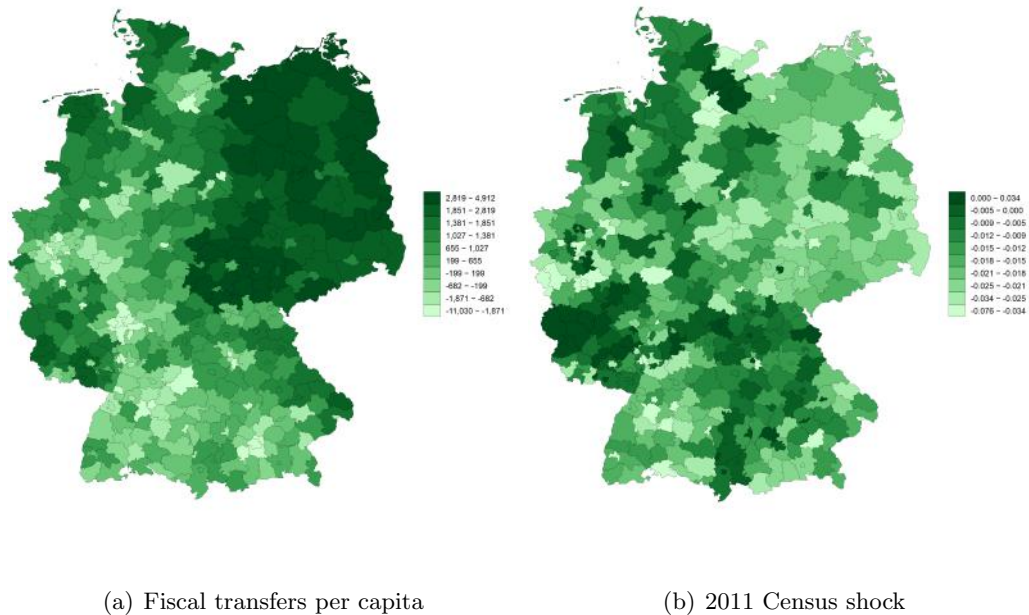 2,819 − 4,912
1,851 − 2,819
1,381 − 1,851
1,027 − 1,381
655 − 1,027
199 − 655
-199 − 199
-682 − -199
-1,871 − -682
-11,030 − -1,871
0.000 − 0.034
-0.005 − 0.000
-0.009 − -0.005
-0.012 − -0.009
-0.015 − -0.012
-0.018 − -0.015
-0.021 − -0.018
-0.025 − -0.021
-0.034 − -0.025
-0.076 − -0.034
(a) Fiscal transfers per capita
(b) 2011 Census shock